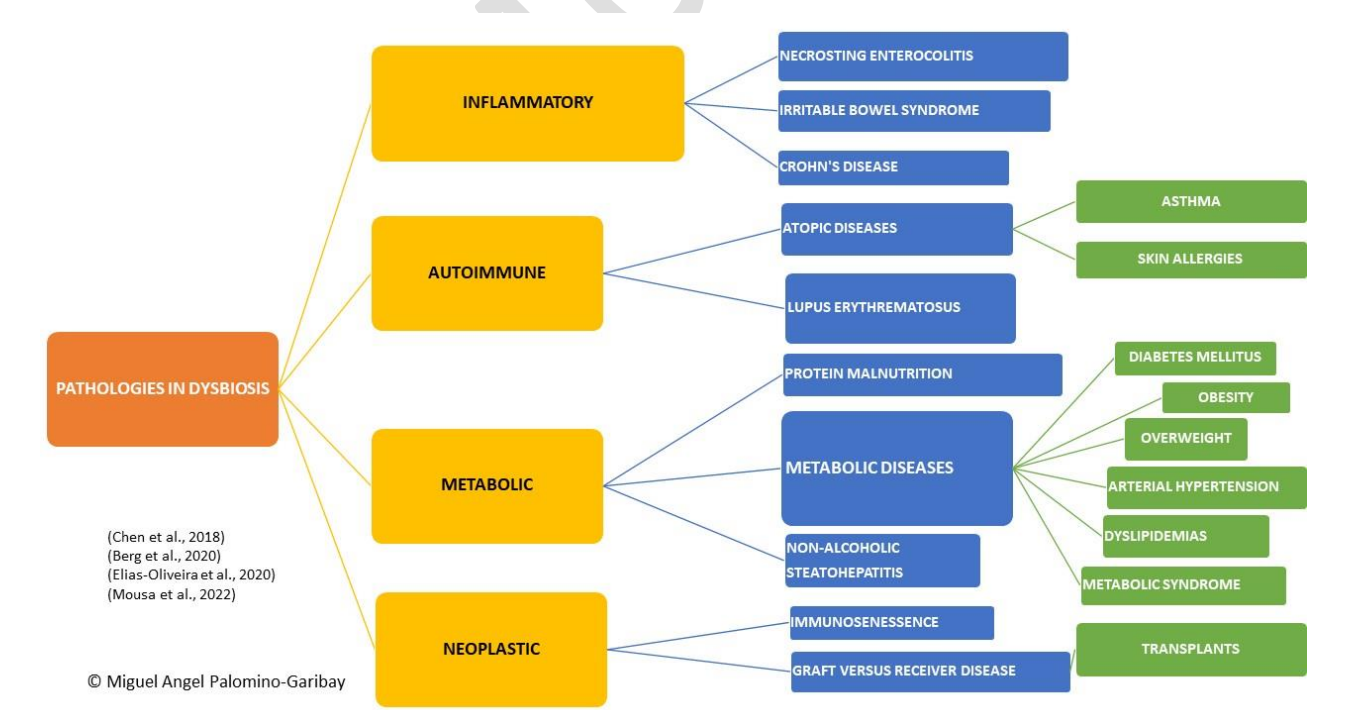 PATHOLOGIES IN DYSBIOSIS
INFLAMMATORY
NECROSTING ENTEROCOLITIS
IRRITABLE BOWEL SYNDROME
CROHN'S DISEASE
AUTOIMMUNE
ATOPIC DISEASES
ASTHMA
SKIN ALLERGIES
LUPUS ERYTHREMATOSUS
METABOLIC
PROTEIN MALNUTRITION
METABOLIC DISEASES
DIABETES MELLITUS
OBESITY
OVERWEIGHT
ARTERIAL HYPERTENSION
DYSLIPIDEMIAS
METABOLIC SYNDROME
NON-ALCOHOLIC
STEATOHEPATITIS
NEOPLASTIC
IMMUNOSENESSENCE
GRAFT VERSUS RECEIVER DISEASE
TRANSPLANTS
(Chen et al., 2018)
(Berg et al., 2020)
(Elias-Oliveira et al., 2020)
(Mousa et al., 2022)
© Miguel Angel Palomino-Garibay